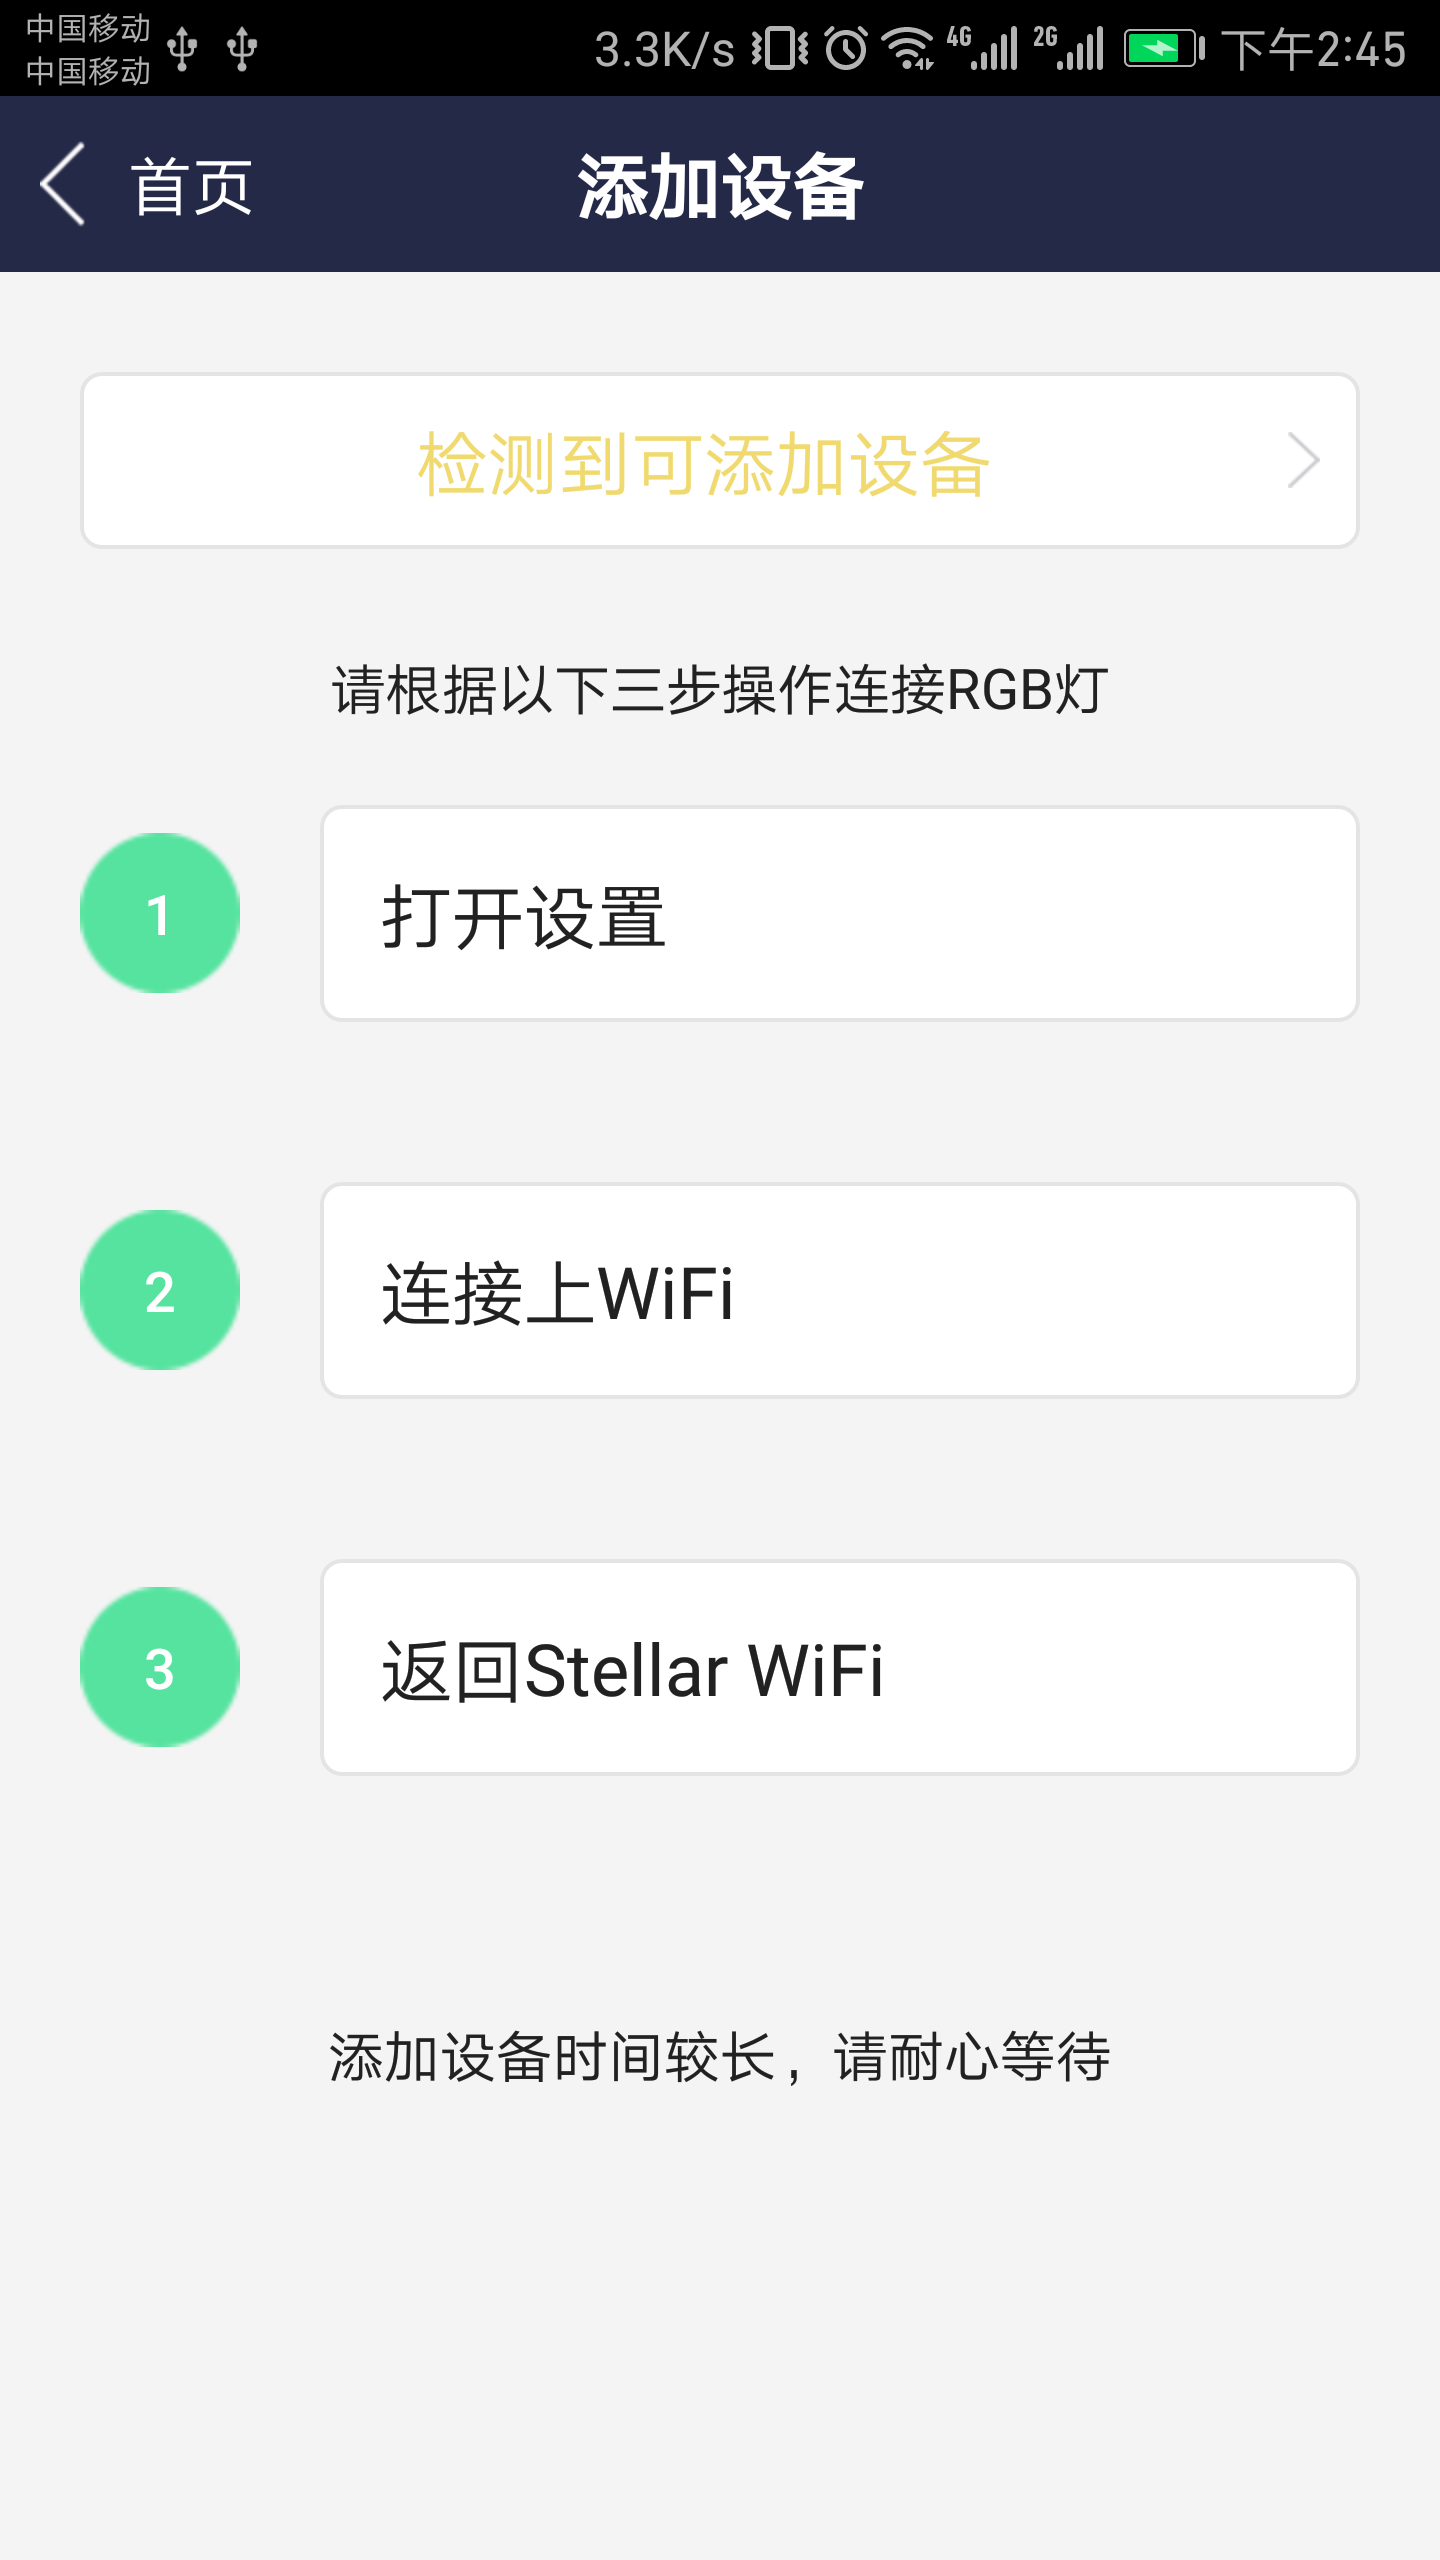 中国移动
中国移动
3.3K/s 4G 2G 下午2:45
首页 添加设备
检测到可添加设备
请根据以下三步操作连接RGB灯
1 打开设置
2 连接上WiFi
3 返回Stellar WiFi
添加设备时间较长，请耐心等待